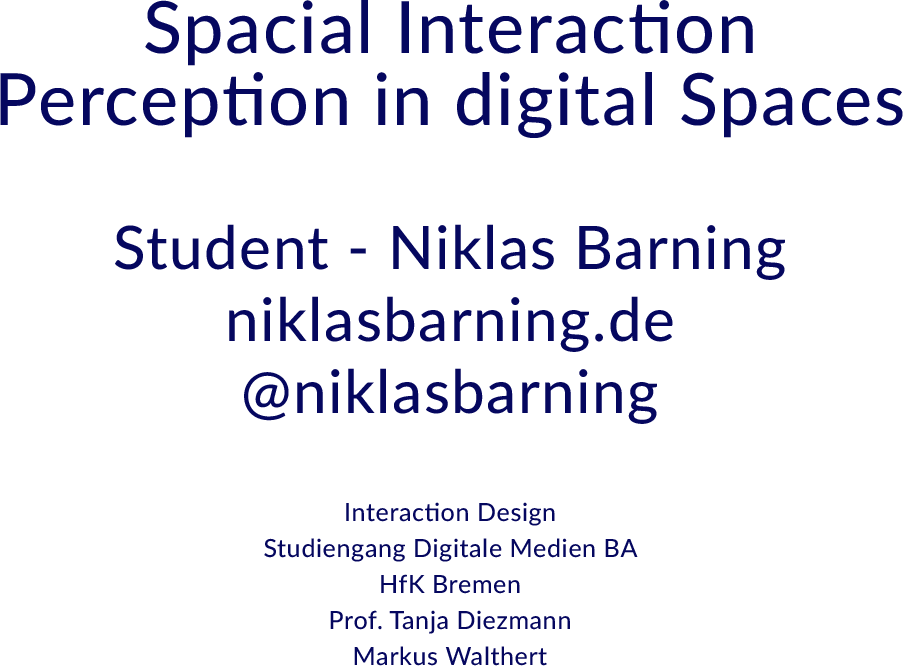 Spacial Interaction
Perception in digital Spaces
Student - Niklas Barning
niklasbarning.de
@niklasbarning
Interaction Design
Studiengang Digitale Medien BA
HfK Bremen
Prof. Tanja Diezmann
Markus Walthert